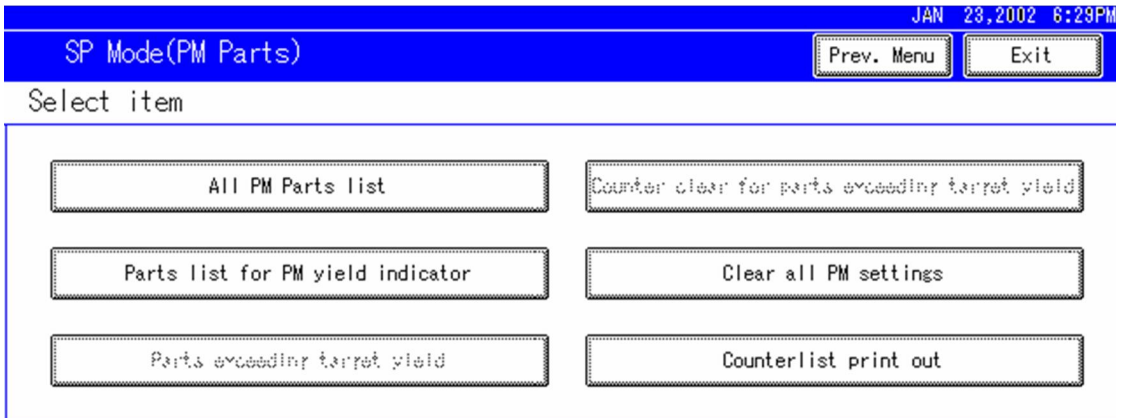 JAN 23,2002 6:29PM
SP Mode(PM Parts)
Prev. Menu
Exit
Select item
All PM Parts list
Counter clear for parts exceeding target yield
Parts list for PM yield indicator
Clear all PM settings
Parts exceeding target yield
Counterlist print out